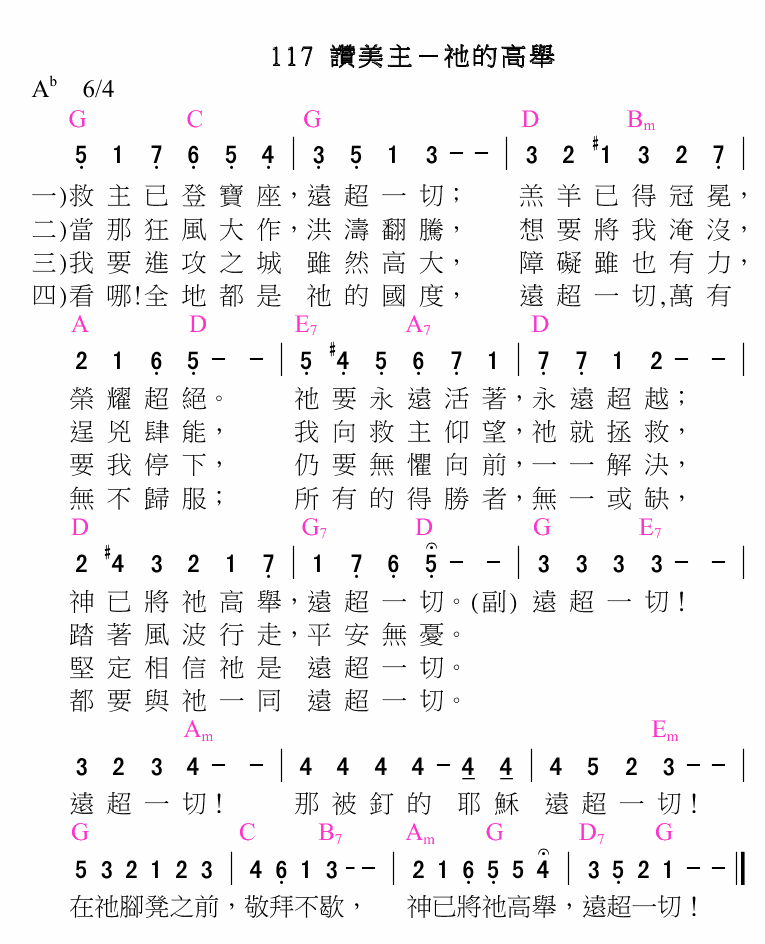 117 讚美主－祂的高舉
A♭ 6/4
G C G D Bm
5̣ 1 7̣ 6̣ 5̣ 4̣ | 3̣ 5̣ 1 3 - - | 3 2 #1 3 2 7̣ |
一)救主已登寶座，遠超一切； 羔羊已得冠冕，
二)當那狂風大作，洪濤翻騰， 想要將我淹沒，
三)我要進攻之城 雖然高大， 障礙雖也有力，
四)看哪!全地都是 祂的國度， 遠超一切,萬有
A D E7 A7 D
2 1 6̣ 5̣ - - | 5̣ #4̣ 5̣ 6̣ 7̣ 1 | 7̣ 7̣ 1 2 - - |
榮耀超絕。 祂要永遠活著，永遠超越；
逞兇肆能， 我向救主仰望，祂就拯救，
要我停下， 仍要無懼向前，一一解決，
無不歸服； 所有的得勝者，無一或缺，
D G7 D G E7
2 #4 3 2 1 7̣ | 1 7̣ 6̣ 5̣ - - | 3 3 3 3 - - |
神已將祂高舉，遠超一切。(副) 遠超一切！
踏著風波行走，平安無憂。
堅定相信祂是 遠超一切。
都要與祂一同 遠超一切。
Am Em
3 2 3 4 - - | 4 4 4 4 - 4 4 | 4 5 2 3 - - |
遠超一切！ 那被釘的 耶穌 遠超一切！
G C B7 Am G D7 G
5 3 2 1 2 3 | 4 6̣ 1 3 - - | 2 1 6̣ 5̣ 5 4 | 3 5̣ 2 1 - - ‖
在祂腳凳之前，敬拜不歇， 神已將祂高舉，遠超一切！